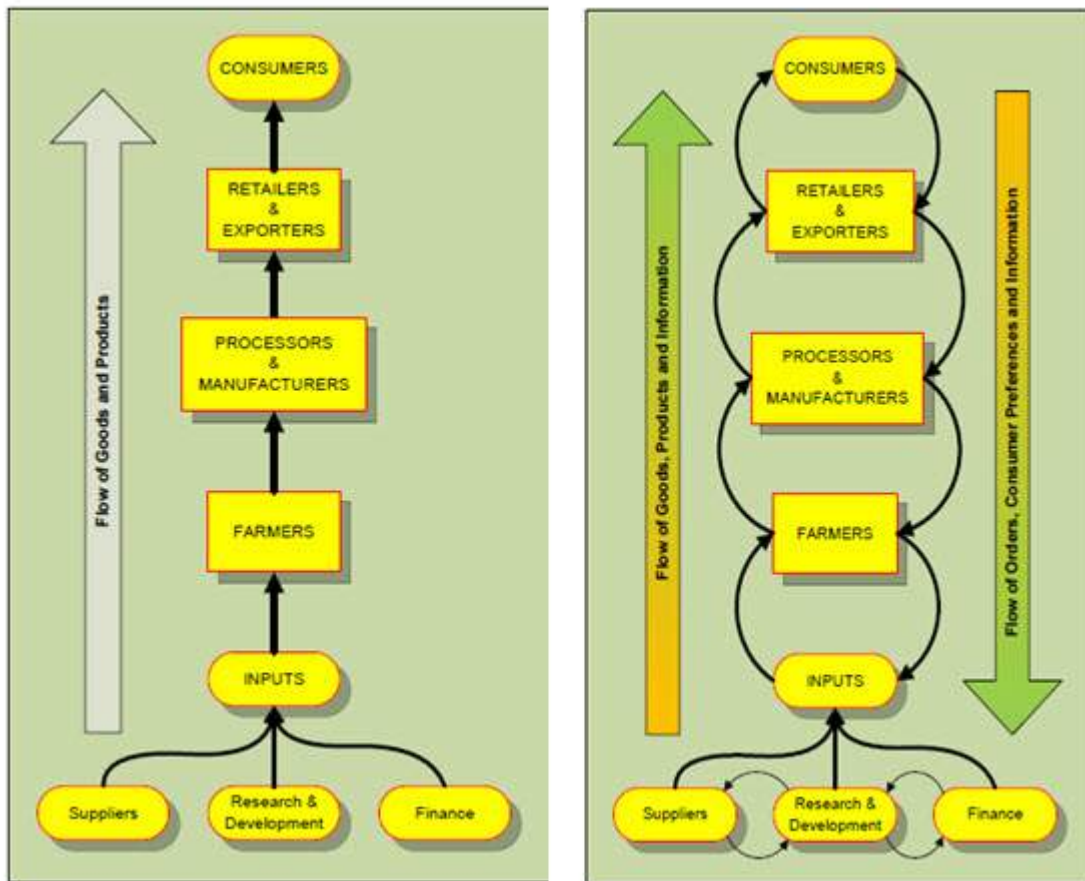 CONSUMERS
RETAILERS
&
EXPORTERS
PROCESSORS
&
MANUFACTURERS
FARMERS
INPUTS
Suppliers
Research &
Development
Finance
Flow of Goods and Products
CONSUMERS
RETAILERS
&
EXPORTERS
PROCESSORS
&
MANUFACTURERS
FARMERS
INPUTS
Suppliers
Research &
Development
Finance
Flow of Goods, Products and Information
Flow of Orders, Consumer Preferences and Information